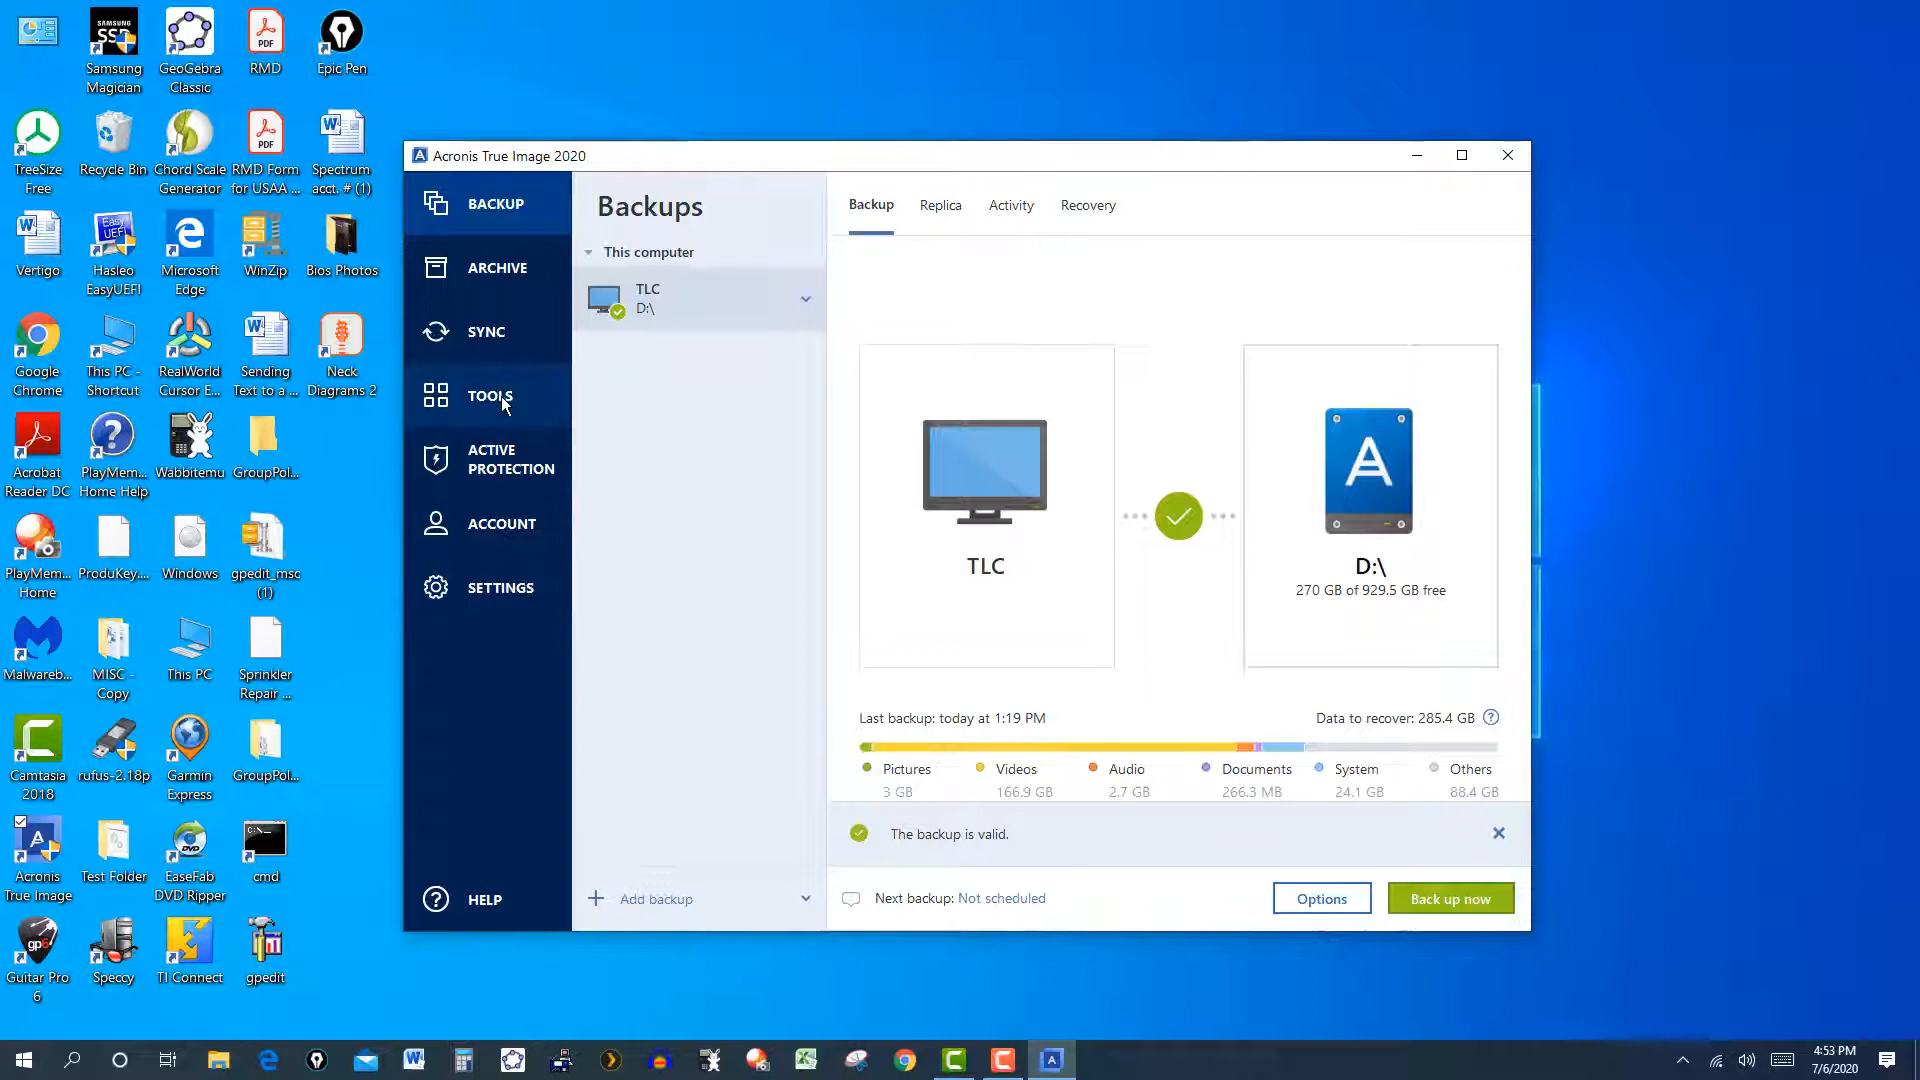 SAMSUNG
SSD
Samsung
Magician
GeoGebra
Classic
PDF
RMD
Epic Pen
TreeSize
Free
Recycle Bin
Chord Scale
Generator
PDF
RMD Form
for USAA ...
Spectrum
acct. # (1)
Vertigo
Easy
UEFI
Hasleo
EasyUEFI
Microsoft
Edge
WinZip
Bios Photos
Google
Chrome
This PC -
Shortcut
RealWorld
Cursor E...
Sending
Text to a ...
Neck
Diagrams 2
Acrobat
Reader DC
PlayMem...
Home Help
Wabbitemu
GroupPol...
PlayMem...
Home
ProduKey....
Windows
gpedit_msc
(1)
Malwareb...
MISC -
Copy
This PC
Sprinkler
Repair ...
Camtasia
2018
rufus-2.18p
Garmin
Express
GroupPol...
Acronis
True Image
Test Folder
DVD
EaseFab
DVD Ripper
C:\_
cmd
gp6
Guitar Pro
6
Speccy
TI Connect
gpedit
A Acronis True Image 2020
BACKUP
ARCHIVE
SYNC
TOOLS
ACTIVE
PROTECTION
ACCOUNT
SETTINGS
HELP
Backups
This computer
TLC
D:\
Add backup
Backup Replica Activity Recovery
TLC
A
D:\
270 GB of 929.5 GB free
Last backup: today at 1:19 PM Data to recover: 285.4 GB ?
Pictures Videos Audio Documents System Others
3 GB 166.9 GB 2.7 GB 266.3 MB 24.1 GB 88.4 GB
The backup is valid.
Next backup: Not scheduled Options Back up now
4:53 PM
7/6/2020